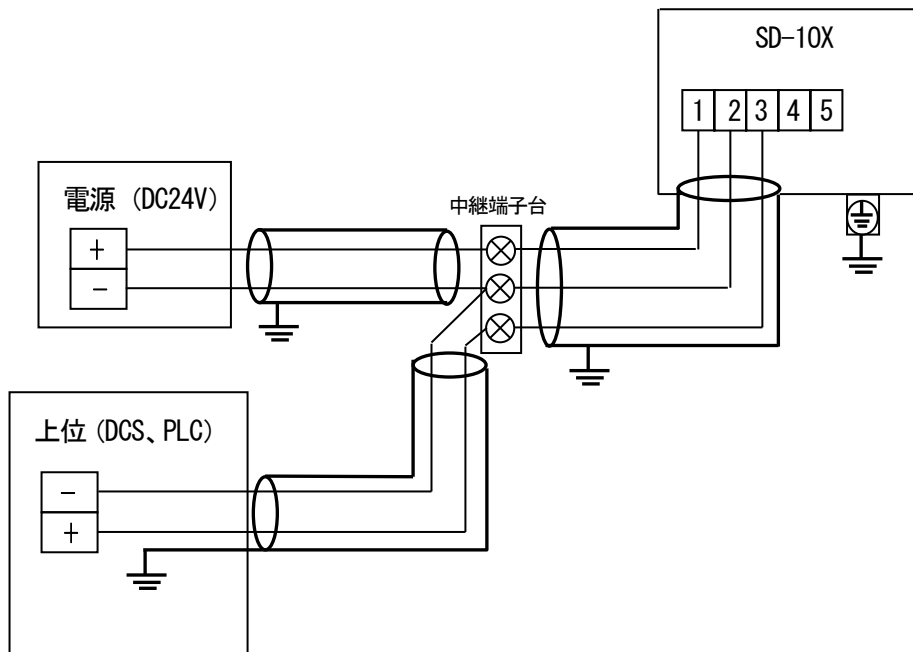 SD-10X
1 2 3 4 5
電源 (DC24V)
+
-
中継端子台
上位 (DCS、PLC)
-
+